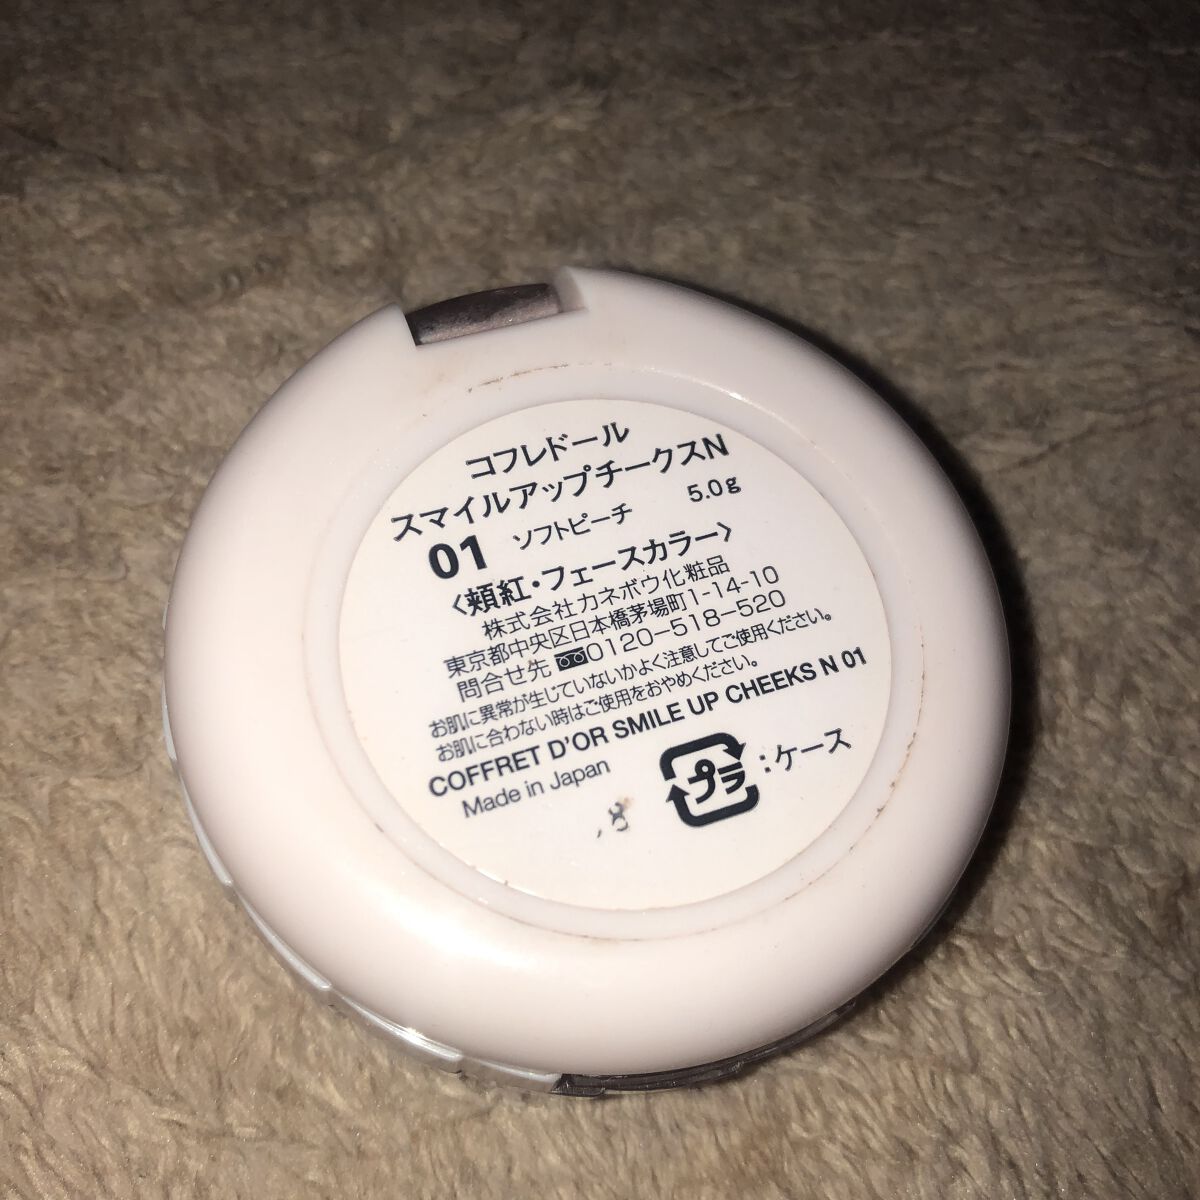 コフレドール
スマイルアップチークスN
01 ソフトピーチ 5.0g
〈頬紅・フェースカラー〉
株式会社カネボウ化粧品
東京都中央区日本橋茅場町1-14-10
問合せ先 0120-518-520
お肌に異常が生じていないかよく注意してご使用ください。
お肌に合わない時はご使用をおやめください。
COFFRET D'OR SMILE UP CHEEKS N 01
Made in Japan
プラ :ケース